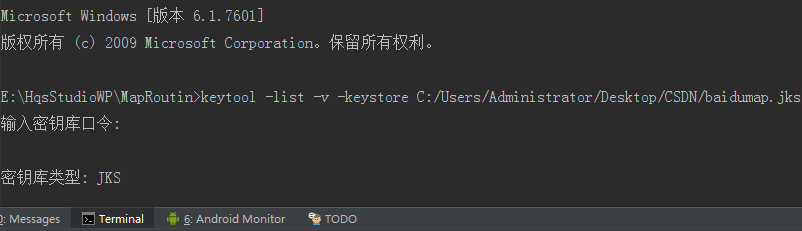 Microsoft Windows [版本 6.1.7601]
版权所有 (c) 2009 Microsoft Corporation。保留所有权利。
E:\HqsStudioWP\MapRoutin>keytool -list -v -keystore C:/Users/Administrator/Desktop/CSDN/baidumap.jks
输入密钥库口令:
密钥库类型: JKS
: Messages Terminal 6: Android Monitor TODO